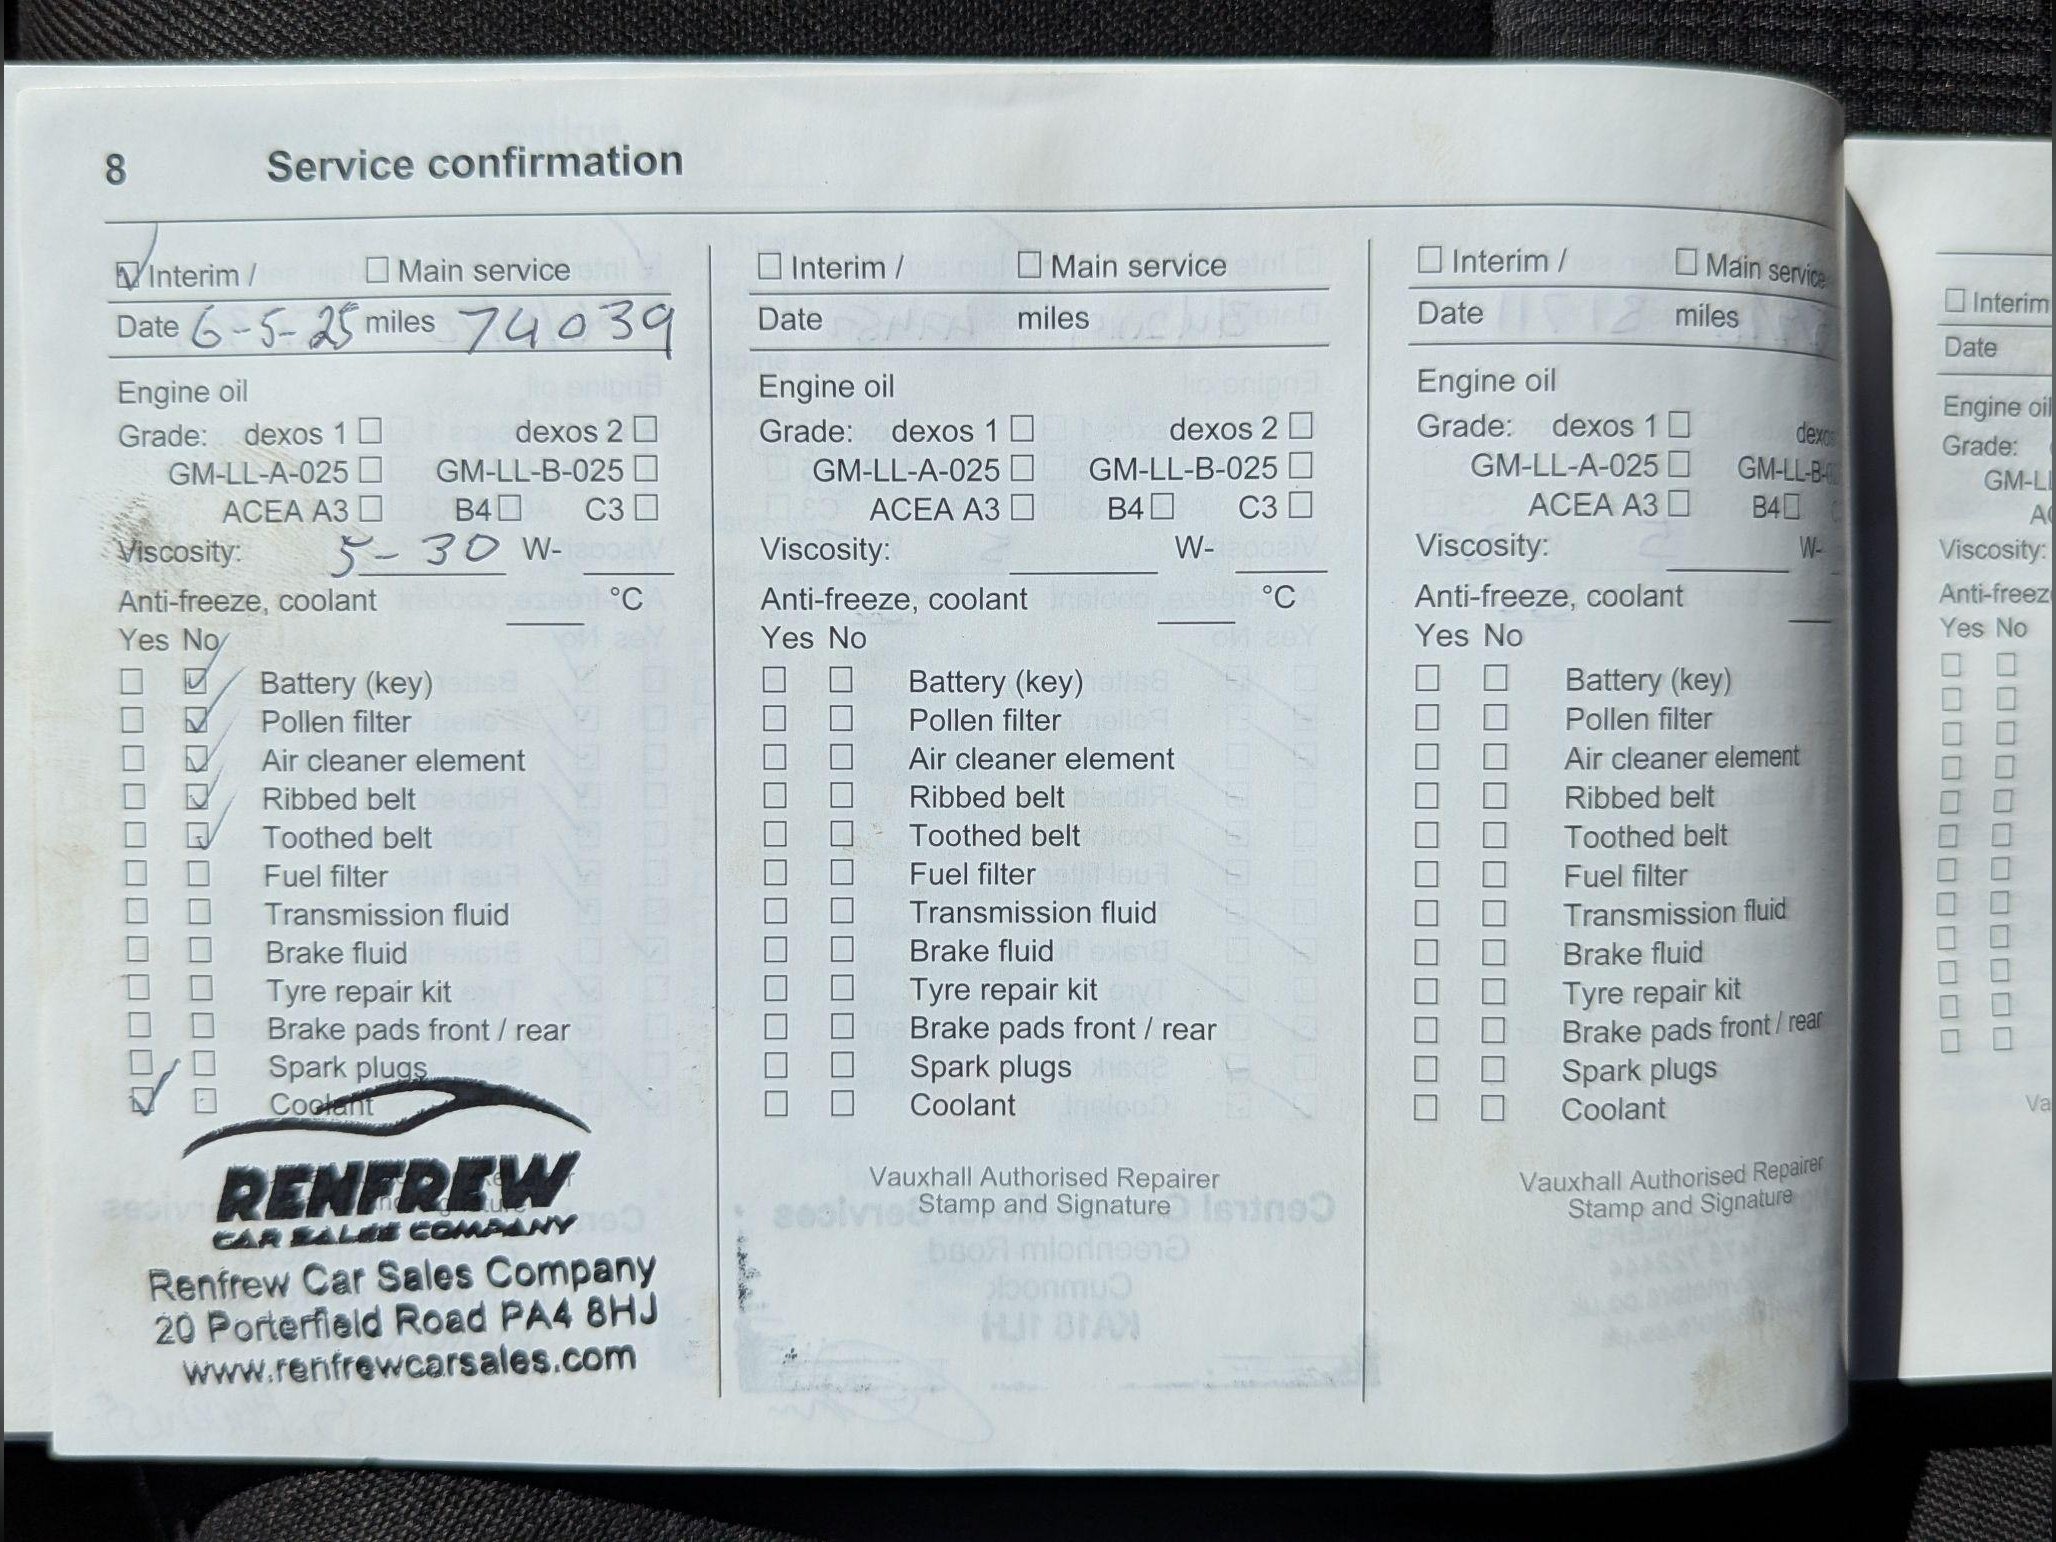 8 Service confirmation
Interim / Main service
Date 6-5-25 miles 74039
Engine oil
Grade: dexos 1 dexos 2
GM-LL-A-025 GM-LL-B-025
ACEA A3 B4 C3
Viscosity: 5-30 W-
Anti-freeze, coolant °C
Yes No
Battery (key)
Pollen filter
Air cleaner element
Ribbed belt
Toothed belt
Fuel filter
Transmission fluid
Brake fluid
Tyre repair kit
Brake pads front / rear
Spark plugs
Coolant
RENFREW
CAR SALES COMPANY
Renfrew Car Sales Company
20 Porterfield Road PA4 8HJ
www.renfrewcarsales.com
Interim / Main service
Date miles
Engine oil
Grade: dexos 1 dexos 2
GM-LL-A-025 GM-LL-B-025
ACEA A3 B4 C3
Viscosity: W-
Anti-freeze, coolant °C
Yes No
Battery (key)
Pollen filter
Air cleaner element
Ribbed belt
Toothed belt
Fuel filter
Transmission fluid
Brake fluid
Tyre repair kit
Brake pads front / rear
Spark plugs
Coolant
Vauxhall Authorised Repairer
Stamp and Signature
Interim / Main service
Date miles
Engine oil
Grade: dexos 1 dexos
GM-LL-A-025 GM-LL-B-
ACEA A3 B4
Viscosity: W-
Anti-freeze, coolant
Yes No
Battery (key)
Pollen filter
Air cleaner element
Ribbed belt
Toothed belt
Fuel filter
Transmission fluid
Brake fluid
Tyre repair kit
Brake pads front / rear
Spark plugs
Coolant
Vauxhall Authorised Repairer
Stamp and Signature
Interim
Date
Engine oil
Grade:
GM-L
A
Viscosity:
Anti-freez
Yes No
Va